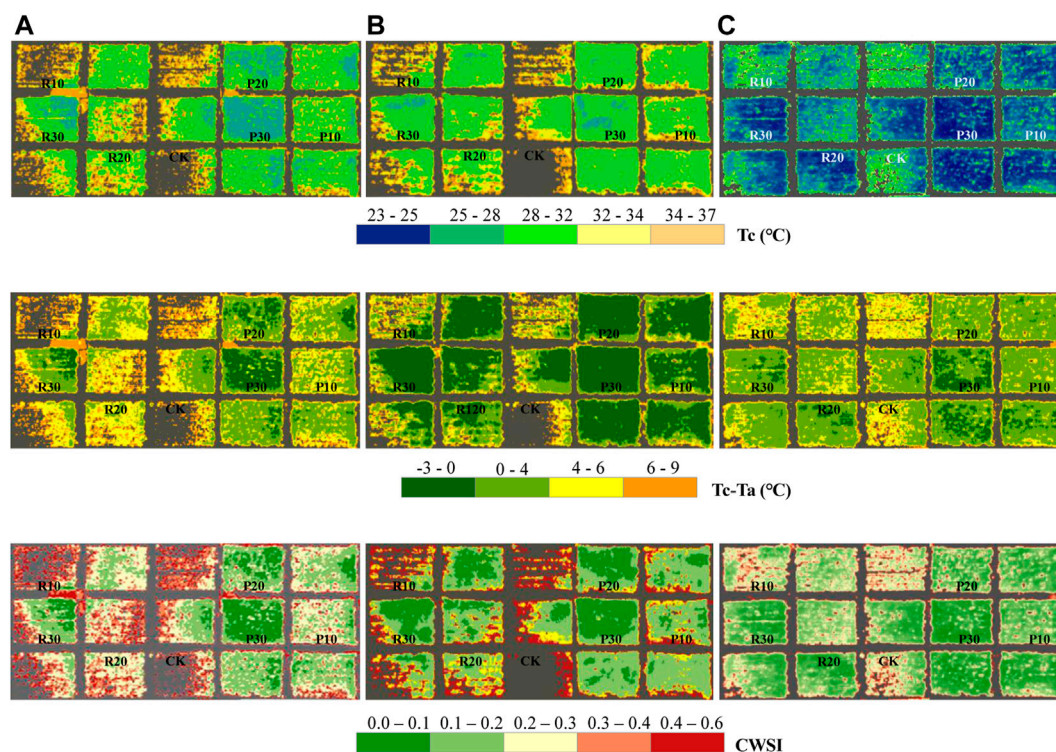 A B C
R10 P20 R10 P20 R10 P20
R30 P30 P10 R30 P30 P10 R30 P30 P10
R20 CK R20 CK R20 CK
23 - 25 25 - 28 28 - 32 32 - 34 34 - 37
Tc (°C)
R10 P20 R10 P20 R10 P20
R30 P30 P10 R30 P30 P10 R30 P30 P10
R20 CK R120 CK R20 CK
-3 - 0 0 - 4 4 - 6 6 - 9
Tc-Ta (°C)
R10 P20 R10 P20 R10 P20
R30 P30 P10 R30 P30 P10 R30 P30 P10
R20 CK R20 CK R20 CK
0.0 – 0.1 0.1 – 0.2 0.2 – 0.3 0.3 – 0.4 0.4 – 0.6
CWSI